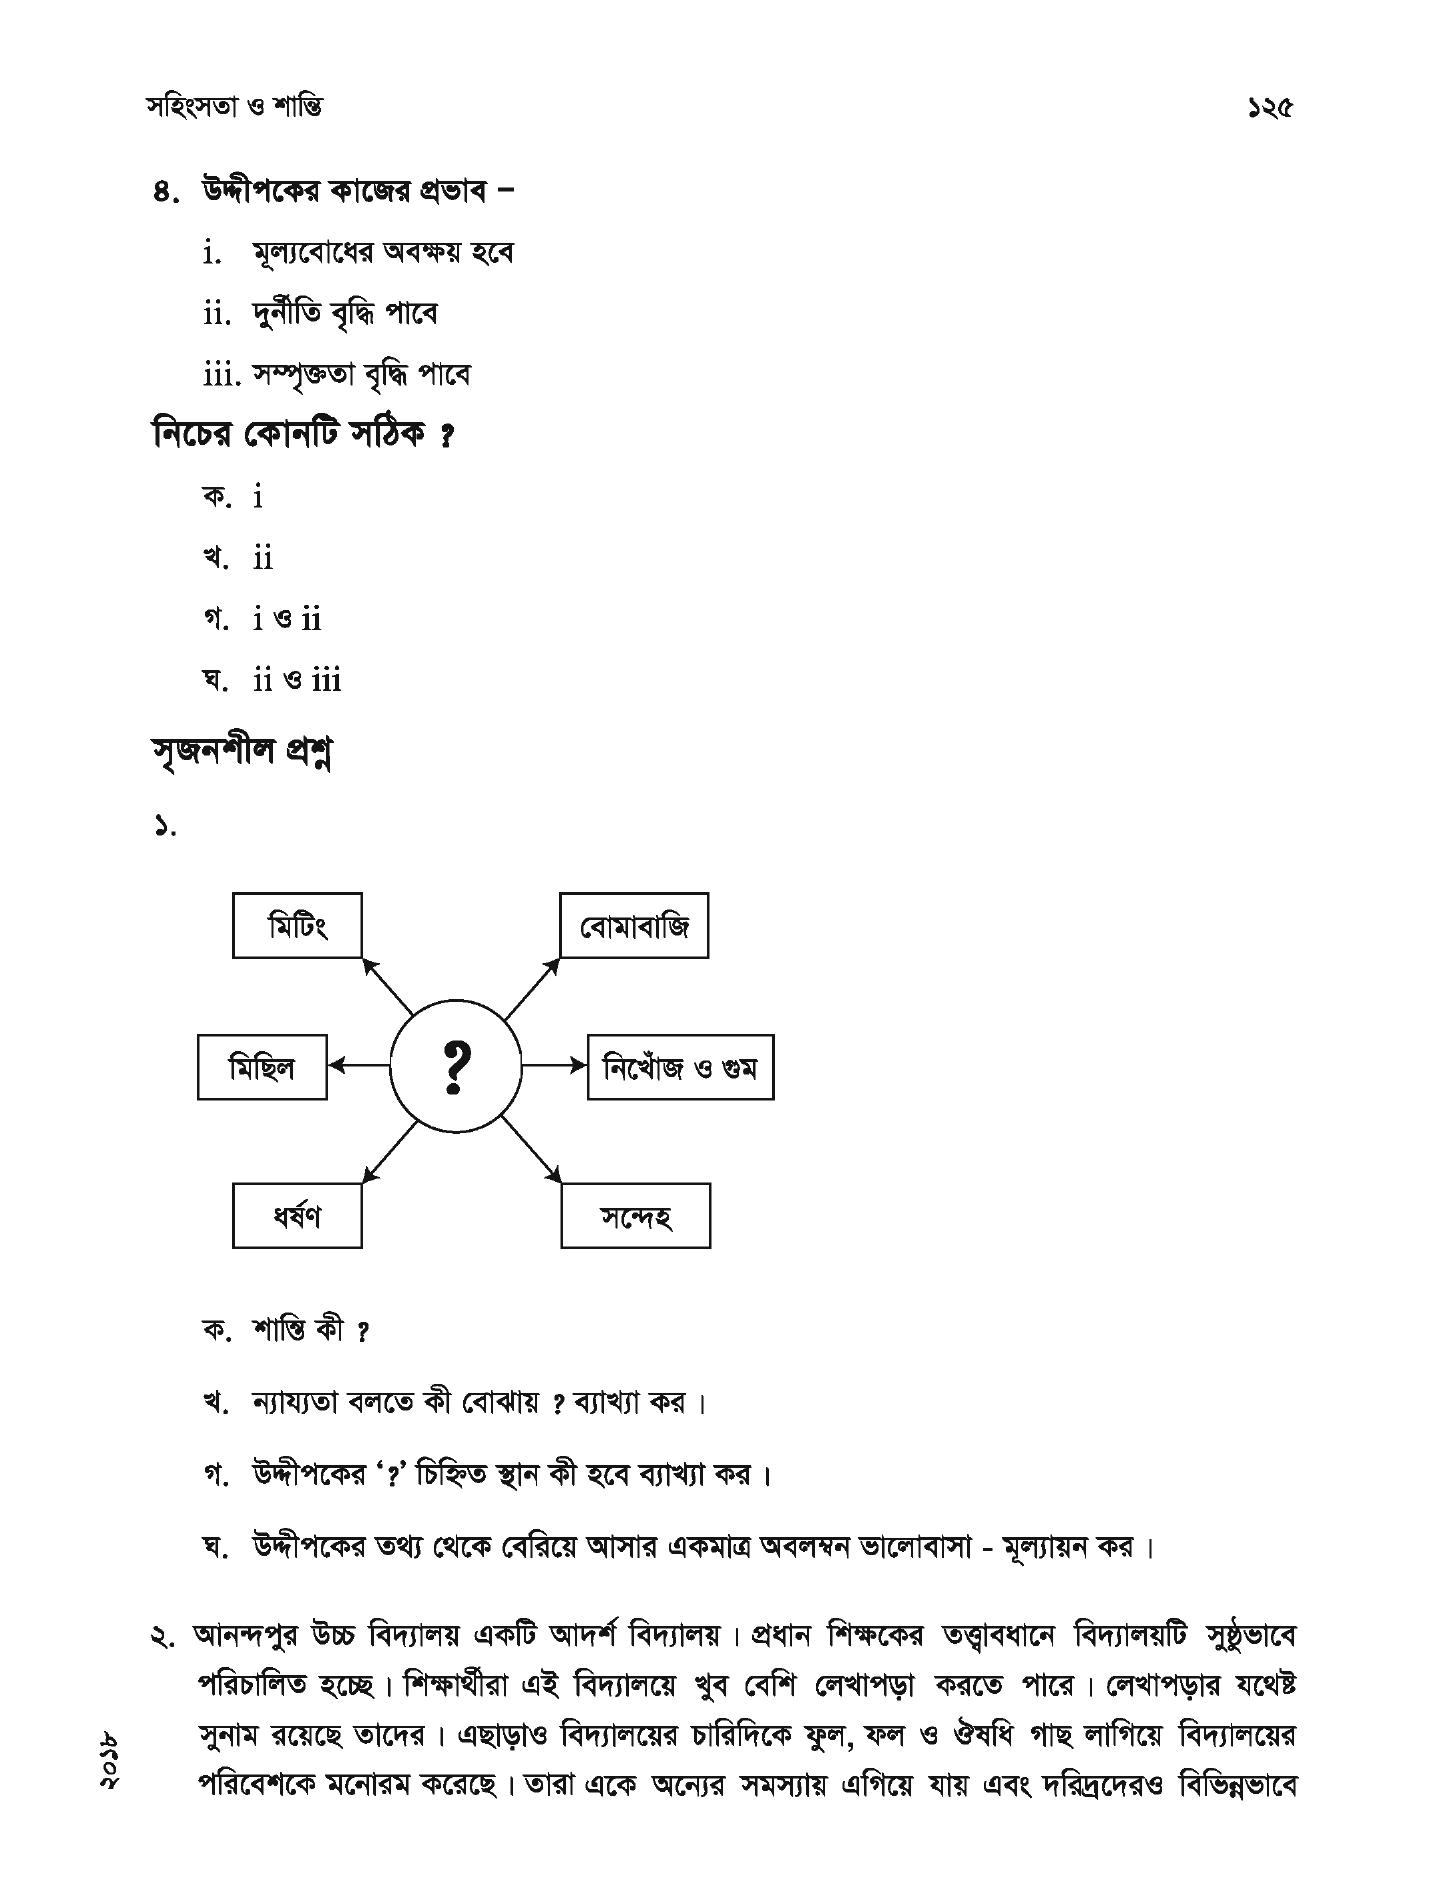 সহিংসতা ও শান্তি ১২৫
৪. উদ্দীপকের কাজের প্রভাব –
i. মূল্যবোধের অবক্ষয় হবে
ii. দুর্নীতি বৃদ্ধি পাবে
iii. সম্পৃক্ততা বৃদ্ধি পাবে
নিচের কোনটি সঠিক ?
ক. i
খ. ii
গ. i ও ii
ঘ. ii ও iii
সৃজনশীল প্রশ্ন
১.
মিটিং বোমাবাজি
মিছিল ? নিখোঁজ ও গুম
ধর্ষণ সন্দেহ
ক. শান্তি কী ?
খ. ন্যায্যতা বলতে কী বোঝায় ? ব্যাখ্যা কর।
গ. উদ্দীপকের ‘?’ চিহ্নিত স্থান কী হবে ব্যাখ্যা কর।
ঘ. উদ্দীপকের তথ্য থেকে বেরিয়ে আসার একমাত্র অবলম্বন ভালোবাসা - মূল্যায়ন কর।
২. আনন্দপুর উচ্চ বিদ্যালয় একটি আদর্শ বিদ্যালয়। প্রধান শিক্ষকের তত্ত্বাবধানে বিদ্যালয়টি সুষ্ঠুভাবে
পরিচালিত হচ্ছে। শিক্ষার্থীরা এই বিদ্যালয়ে খুব বেশি লেখাপড়া করতে পারে। লেখাপড়ার যথেষ্ট
সুনাম রয়েছে তাদের। এছাড়াও বিদ্যালয়ের চারিদিকে ফুল, ফল ও ঔষধি গাছ লাগিয়ে বিদ্যালয়ের
পরিবেশকে মনোরম করেছে। তারা একে অন্যের সমস্যায় এগিয়ে যায় এবং দরিদ্রদেরও বিভিন্নভাবে
২০১৮